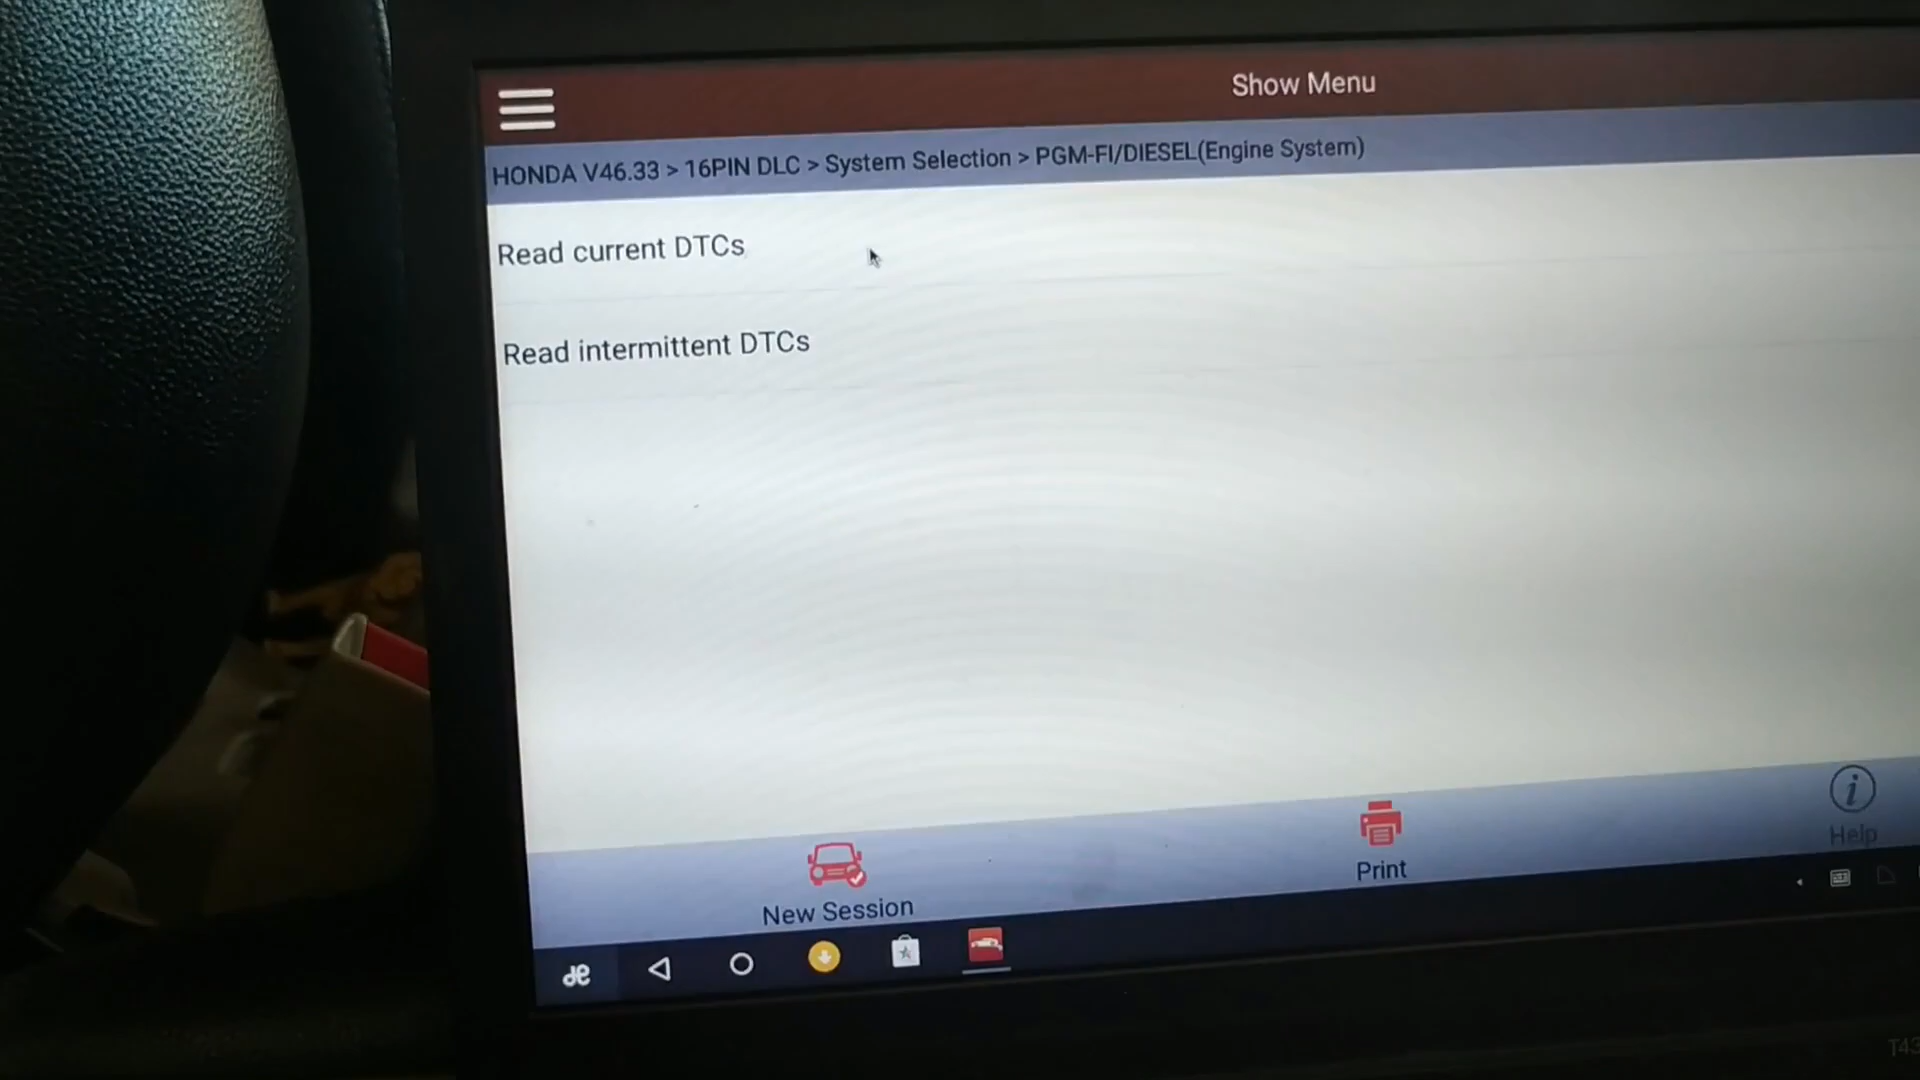 Show Menu
HONDA V46.33 > 16PIN DLC > System Selection > PGM-FI/DIESEL(Engine System)
Read current DTCs
Read intermittent DTCs
New Session
Print
Help